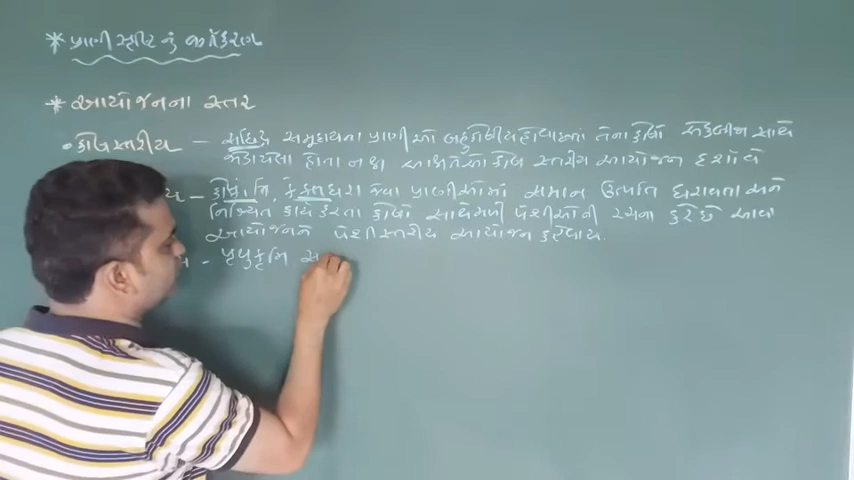 * પ્રાણીસૃષ્ટિ નું વર્ગીકરણ
* આયોજનના સ્તર
• કોષસ્તરીય – સછિદ્ર સમુદાયના પ્રાણીઓ બહુકોષીય હોવા છતાં તેના કોષો એકબીજા સાથે
જોડાયેલા હોતા નથી આથી તેઓ કોષ સ્તરીય આયોજન દર્શાવે
– કોષ્ઠાંત્રિ, કંકતધરા જેવા પ્રાણીઓમાં સમાન ઉત્પત્તિ ધરાવતા અને
નિશ્ચિત કાર્ય કરતા કોષો સાથે મળી પેશીઓની રચના કરે છે આવા
આયોજનને પેશીસ્તરીય આયોજન કહેવાય.
- પૃથુકૃમિ સ